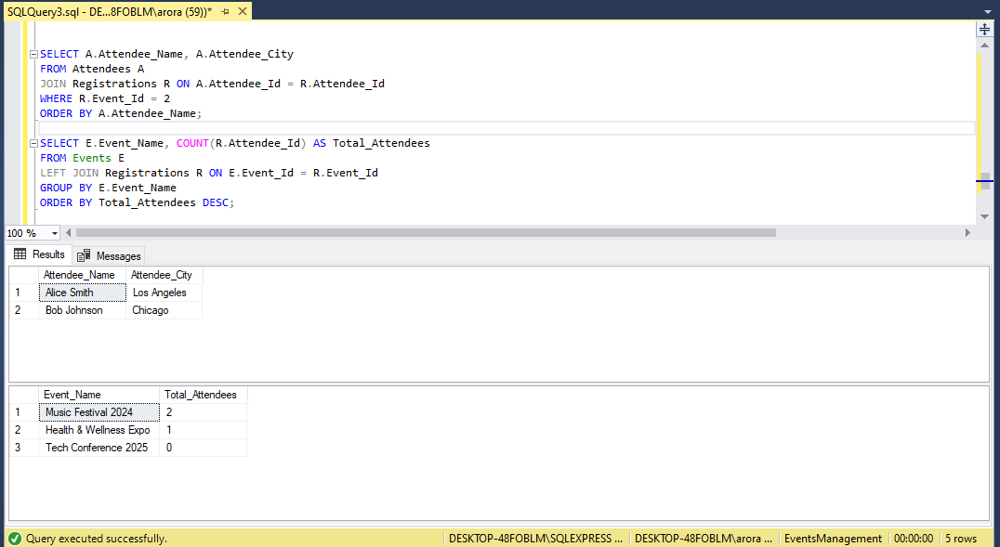 SQLQuery3.sql - DE...8FOBLM\arora (59))*
SELECT A.Attendee_Name, A.Attendee_City
FROM Attendees A
JOIN Registrations R ON A.Attendee_Id = R.Attendee_Id
WHERE R.Event_Id = 2
ORDER BY A.Attendee_Name;
SELECT E.Event_Name, COUNT(R.Attendee_Id) AS Total_Attendees
FROM Events E
LEFT JOIN Registrations R ON E.Event_Id = R.Event_Id
GROUP BY E.Event_Name
ORDER BY Total_Attendees DESC;
100 %
Results Messages
Attendee_Name Attendee_City
1 Alice Smith Los Angeles
2 Bob Johnson Chicago
Event_Name Total_Attendees
1 Music Festival 2024 2
2 Health & Wellness Expo 1
3 Tech Conference 2025 0
Query executed successfully. DESKTOP-48FOBLM\SQLEXPRESS ... DESKTOP-48FOBLM\arora ... EventsManagement 00:00:00 5 rows